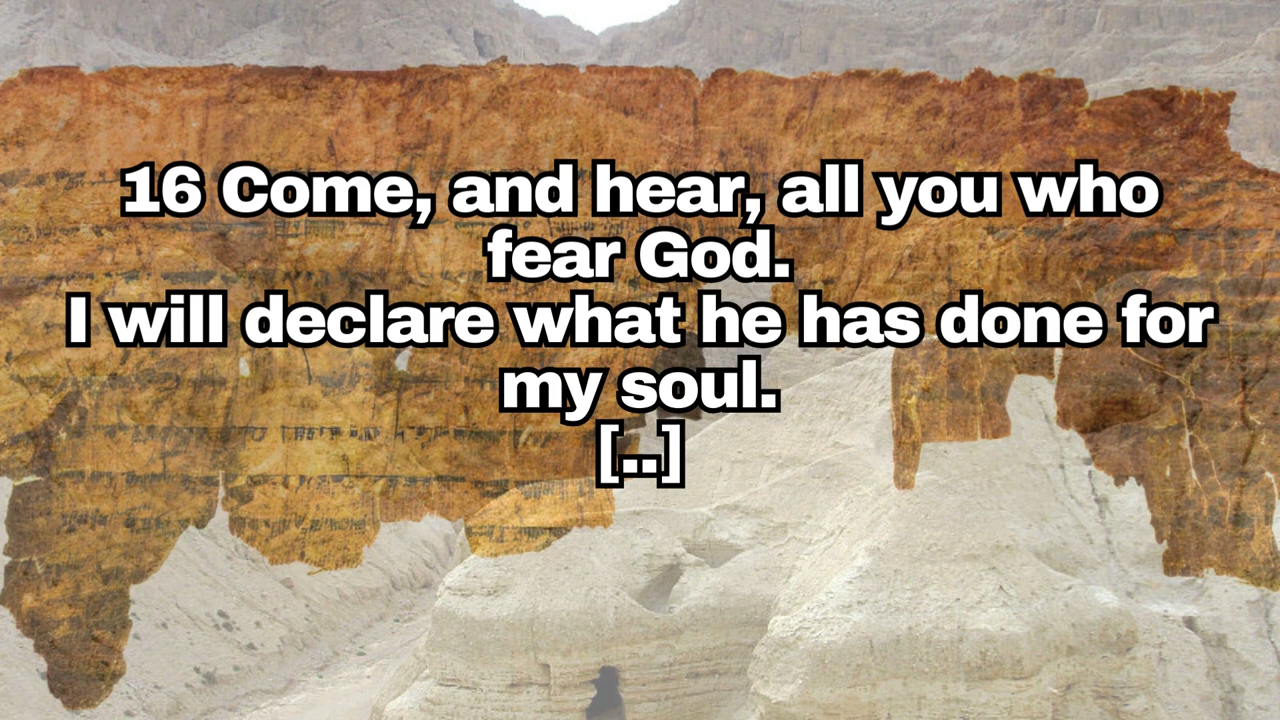 16 Come, and hear, all you who
fear God.
I will declare what he has done for
my soul.
[..]